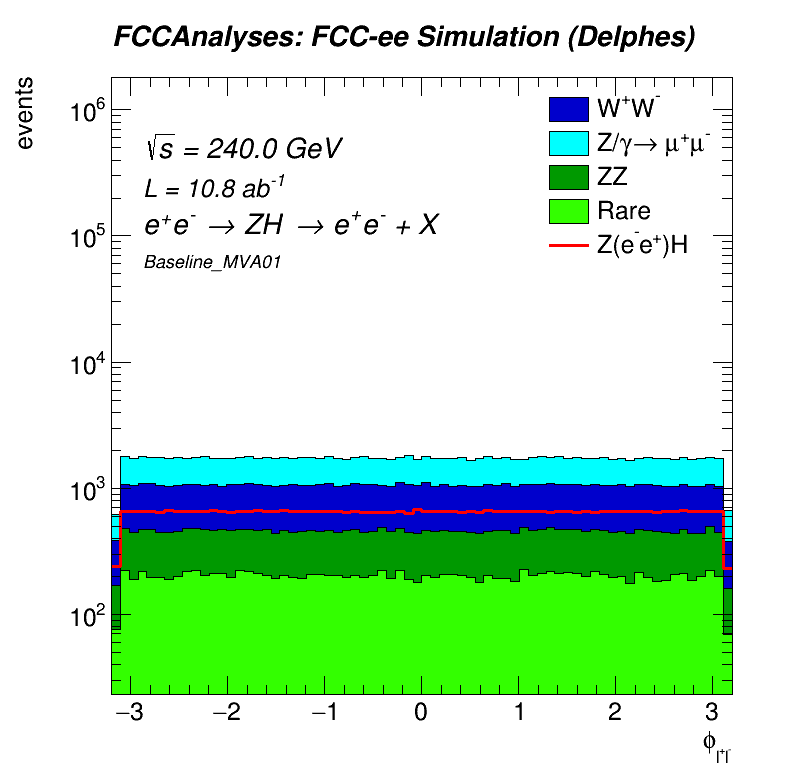 FCCAnalyses: FCC-ee Simulation (Delphes)
events
10⁶
10⁵
10⁴
10³
10²
√s = 240.0 GeV
L = 10.8 ab⁻¹
e⁺e⁻ → ZH → e⁺e⁻ + X
Baseline_MVA01
W⁺W⁻
Z/γ→ μ⁺μ⁻
ZZ
Rare
Z(e⁻e⁺)H
−3 −2 −1 0 1 2 3
ϕ_l⁺l⁻